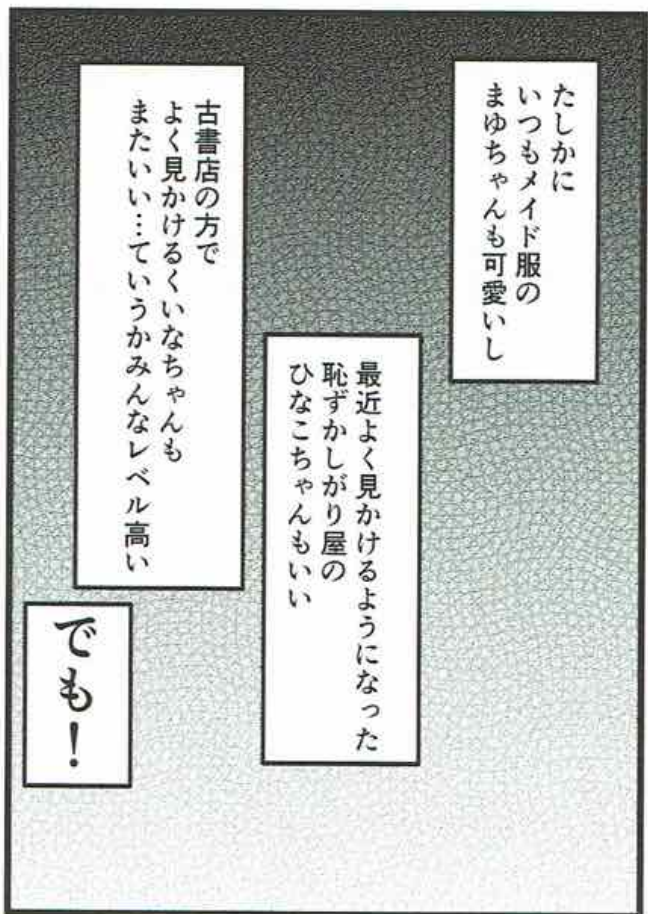 たしかに
いつもメイド服の
まゆちゃんも可愛いし
最近よく見かけるようになった
恥ずかしがり屋の
ひなこちゃんもいい
古書店の方で
よく見かけるくいなちゃんも
またいい…ていうかみんなレベル高い
でも！